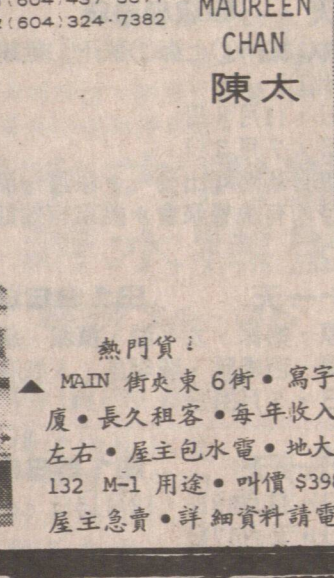 (604)324-7382
MAUREEN
CHAN
陳太
熱門貨！
▲ MAIN 街夾東 6街 • 寫字
廈 • 長久租客 • 每年收入
左右 • 屋主包水電 • 地大
132 M-1 用途 • 叫價 $398
屋主急賣 • 詳細資料請電